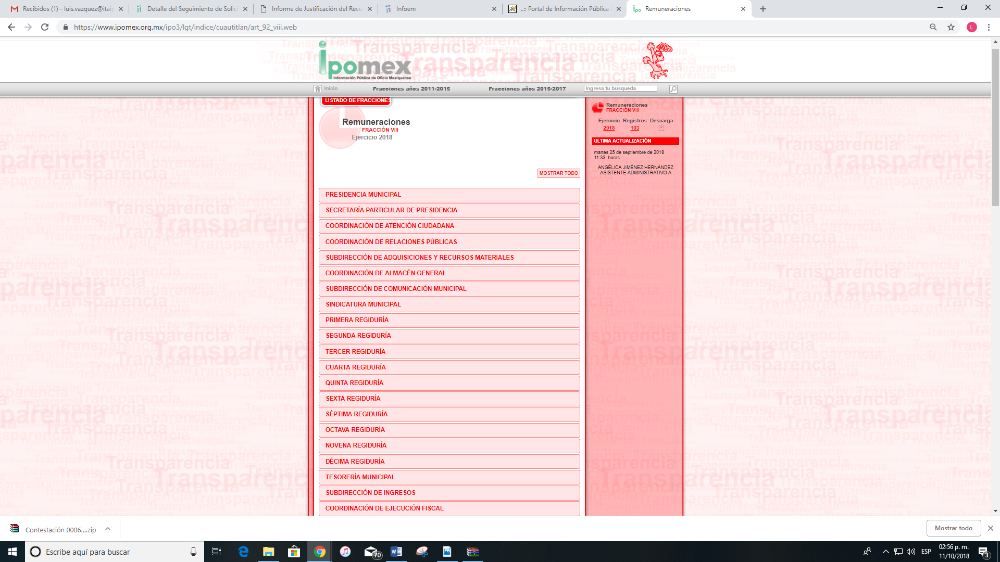 Recibidos (1) - luis.vazquez@itaip
Detalle del Seguimiento de Solici
Informe de Justificación del Recu
Infoem
..:: Portal de Información Pública
Remuneraciones
https://www.ipomex.org.mx/ipo3/lgt/indice/cuautitlan/art_92_viii.web
L
Transparencia
ipomex
Información Pública de Oficio Mexiquense
Inicio
Fracciones años 2011-2015
Fracciones años 2015-2017
Ingresa tu busqueda
LISTADO DE FRACCIONES
Remuneraciones
FRACCIÓN VIII
Ejercicio 2018
MOSTRAR TODO
PRESIDENCIA MUNICIPAL
SECRETARÍA PARTICULAR DE PRESIDENCIA
COORDINACIÓN DE ATENCIÓN CIUDADANA
COORDINACIÓN DE RELACIONES PÚBLICAS
SUBDIRECCIÓN DE ADQUISICIONES Y RECURSOS MATERIALES
COORDINACIÓN DE ALMACÉN GENERAL
SUBDIRECCIÓN DE COMUNICACIÓN MUNICIPAL
SINDICATURA MUNICIPAL
PRIMERA REGIDURÍA
SEGUNDA REGIDURÍA
TERCER REGIDURÍA
CUARTA REGIDURÍA
QUINTA REGIDURÍA
SEXTA REGIDURÍA
SÉPTIMA REGIDURÍA
OCTAVA REGIDURÍA
NOVENA REGIDURÍA
DÉCIMA REGIDURÍA
TESORERÍA MUNICIPAL
SUBDIRECCIÓN DE INGRESOS
COORDINACIÓN DE EJECUCIÓN FISCAL
Remuneraciones
FRACCIÓN VIII
Ejercicio Registros Descarga
2018 103
ULTIMA ACTUALIZACIÓN
martes 25 de septiembre de 2018
11:33, horas
ANGÉLICA JIMÉNEZ HERNÁNDEZ
ASISTENTE ADMINISTRATIVO A
Contestación 0006....zip
Mostrar todo
Escribe aquí para buscar
70
ESP
02:56 p. m.
11/10/2018
3